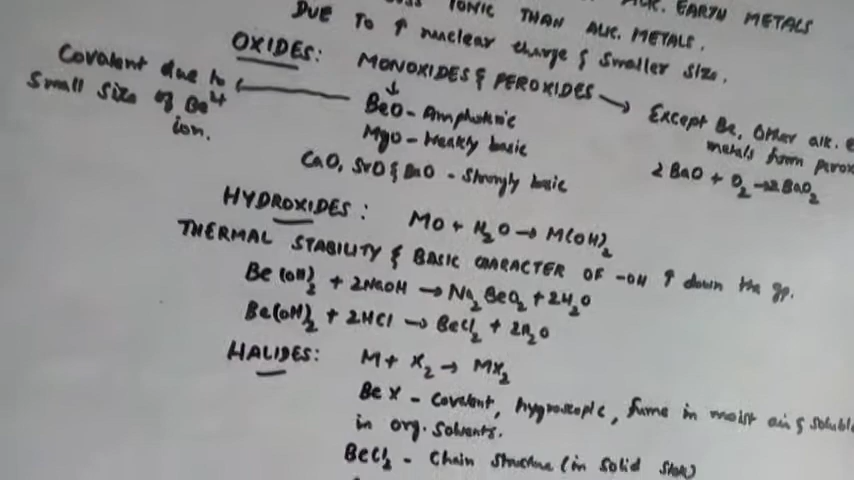 IONIC THAN ALK. EARTH METALS
DUE TO ↑ nuclear charge & smaller size.
OXIDES: MONOXIDES & PEROXIDES → Except Be, other alk.
metals form perox
2 BaO + O2 → 2BaO2
Covalent due to
small size of Be2+
ion.
BeO - Amphoteric
MgO - Weakly basic
CaO, SrO & BaO - Strongly basic
HYDROXIDES: MO + H2O → M(OH)2
THERMAL STABILITY & BASIC CHARACTER OF -OH ↑ down the gp.
Be(OH)2 + 2NaOH → Na2BeO2 + 2H2O
Be(OH)2 + 2HCl → BeCl2 + 2H2O
HALIDES: M + X2 → MX2
BeX - Covalent, hygroscopic, fume in moist air & soluble
in org. solvents.
BeCl2 - Chain structure (in solid state)